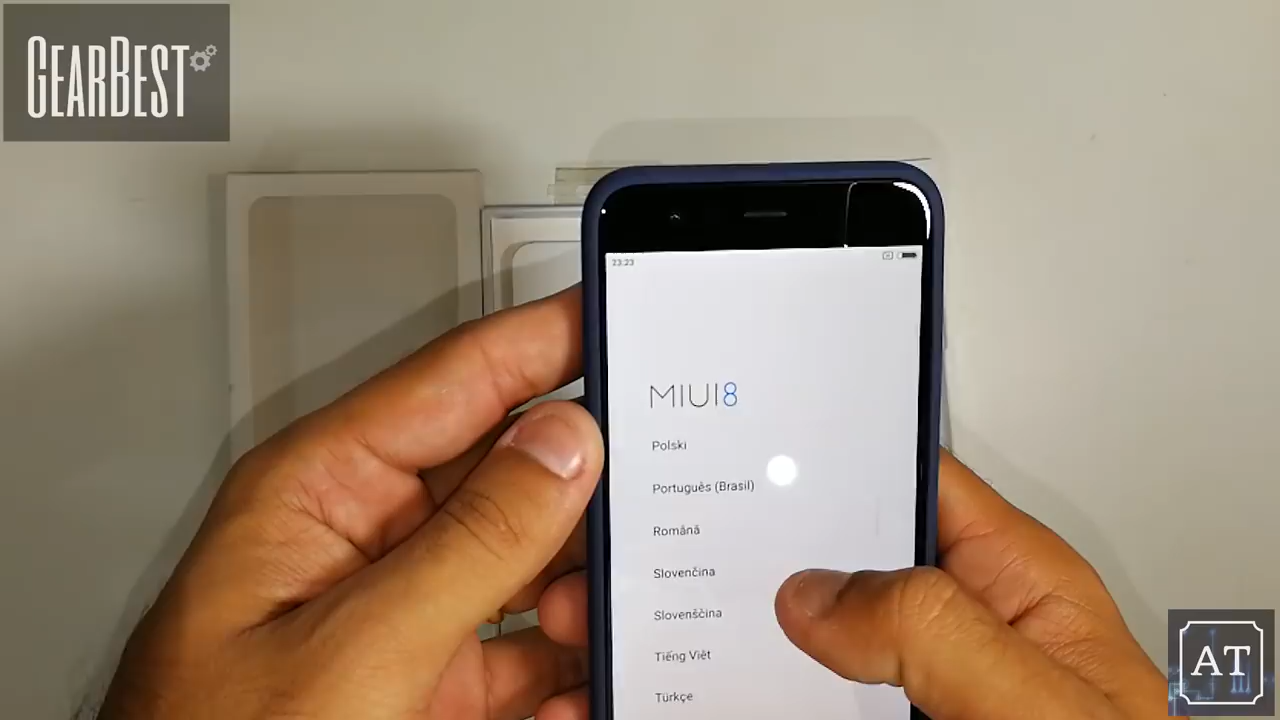 GEARBEST
23:23
MIUI8
Polski
Português (Brasil)
Română
Slovenčina
Slovenščina
Tiếng Việt
Türkçe
AT